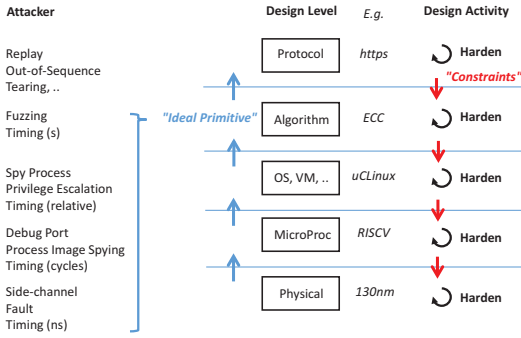 Attacker Design Level E.g. Design Activity
Replay
Out-of-Sequence
Tearing, ..
Protocol https Harden
"Constraints"
Fuzzing
Timing (s)
"Ideal Primitive" Algorithm ECC Harden
Spy Process
Privilege Escalation
Timing (relative)
OS, VM, .. uCLinux Harden
Debug Port
Process Image Spying
Timing (cycles)
MicroProc RISCV Harden
Side-channel
Fault
Timing (ns)
Physical 130nm Harden